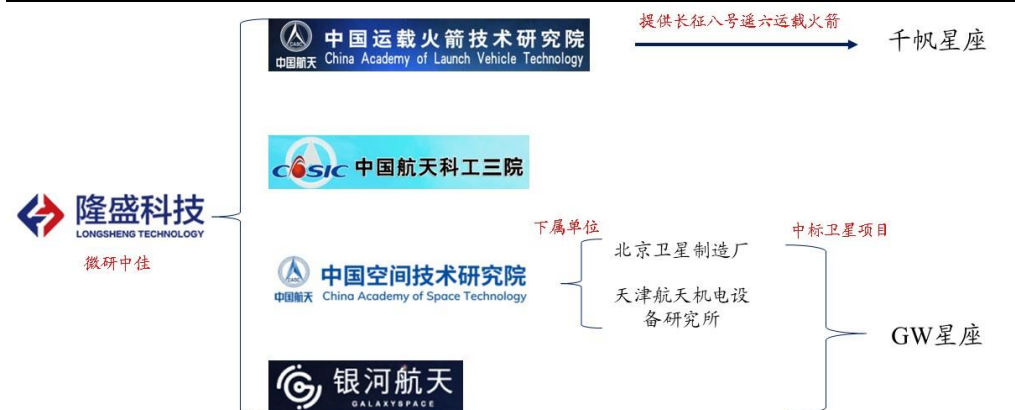 中国航天
中国运载火箭技术研究院
China Academy of Launch Vehicle Technology
提供长征八号遥六运载火箭
千帆星座
CASIC 中国航天科工三院
隆盛科技
LONGSHENG TECHNOLOGY
微研中佳
中国航天
中国空间技术研究院
China Academy of Space Technology
下属单位
北京卫星制造厂
天津航天机电设
备研究所
中标卫星项目
GW星座
银河航天
GALAXYSPACE